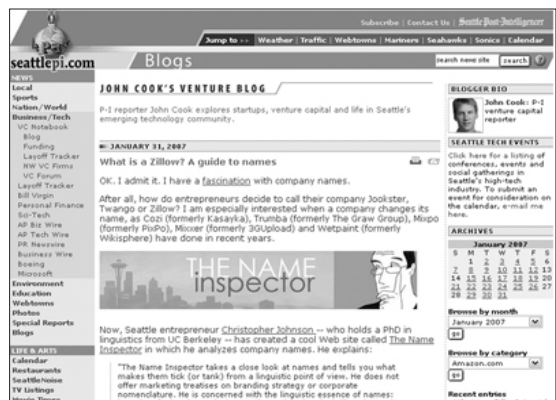 Subscribe | Contact Us | Seattle Post-Intelligencer
Jump to >> Weather | Traffic | Webtowns | Mariners | Seahawks | Sonics | Calendar
seattlepi.com
Blogs
search news site
search
NEWS
Local
Sports
Nation/World
Business/Tech
VC Notebook
Blog
Funding
Layoff Tracker
NW VC Firms
VC Forum
Layoff Tracker
Bill Virgin
Personal Finance
Sci-Tech
AP Biz Wire
AP Tech Wire
PR Newswire
Business Wire
Boeing
Microsoft
Environment
Education
Webtowns
Photos
Special Reports
Blogs
LIFE & ARTS
Calendar
Restaurants
SeattleNoise
TV Listings
Movie Times
JOHN COOK'S VENTURE BLOG
P-I reporter John Cook explores startups, venture capital and life in Seattle's
emerging technology community.
JANUARY 31, 2007
What is a Zillow? A guide to names
OK. I admit it. I have a fascination with company names.
After all, how do entrepreneurs decide to call their company Jookster,
Twango or Zillow? I am especially interested when a company changes its
name, as Cozi (formerly Kasayka), Trumba (formerly The Graw Group), Mixpo
(formerly PixPo), Mixxer (formerly 3GUpload) and Wetpaint (formerly
Wikisphere) have done in recent years.
THE NAME
inspector
Now, Seattle entrepreneur Christopher Johnson -- who holds a PhD in
linguistics from UC Berkeley -- has created a cool Web site called The Name
Inspector in which he analyzes company names. He explains:
"The Name Inspector takes a close look at names and tells you what
makes them tick (or tank) from a linguistic point of view. He does not
offer marketing treatises on branding strategy or corporate
nomenclature. He is concerned with the linguistic essence of names:
BLOGGER BIO
John Cook: P-I
venture capital
reporter
SEATTLE TECH EVENTS
Click here for a listing of
conferences, events and
social gatherings in
Seattle's high-tech
industry. To submit an
event for consideration
on the calendar, e-mail me
here.
ARCHIVES
January 2007
S M T W T F S
1 2 3 4 5 6
7 8 9 10 11 12 13
14 15 16 17 18 19 20
21 22 23 24 25 26 27
28 29 30 31
Browse by month
January 2007
go
Browse by category
Amazon.com
go
Recent entries